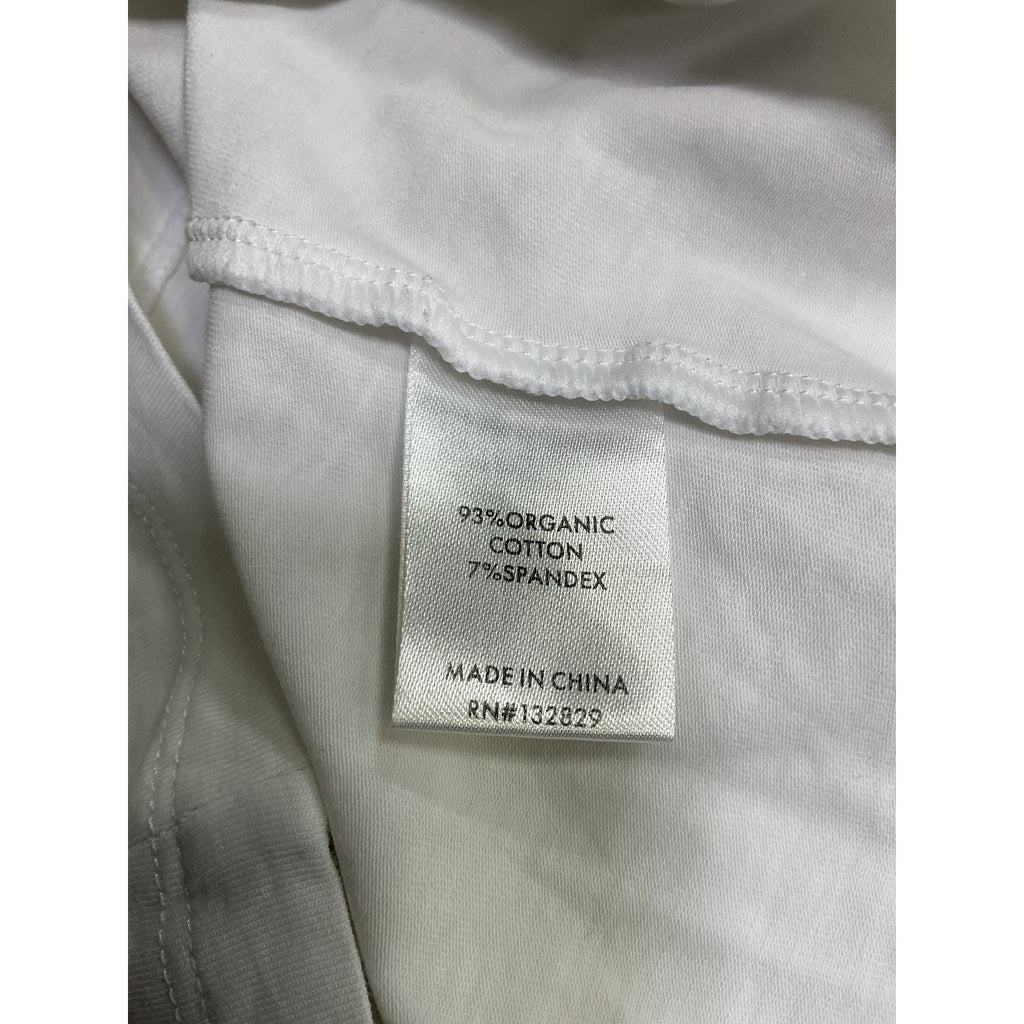 93%ORGANIC
COTTON
7%SPANDEX
MADE IN CHINA
RN#132829